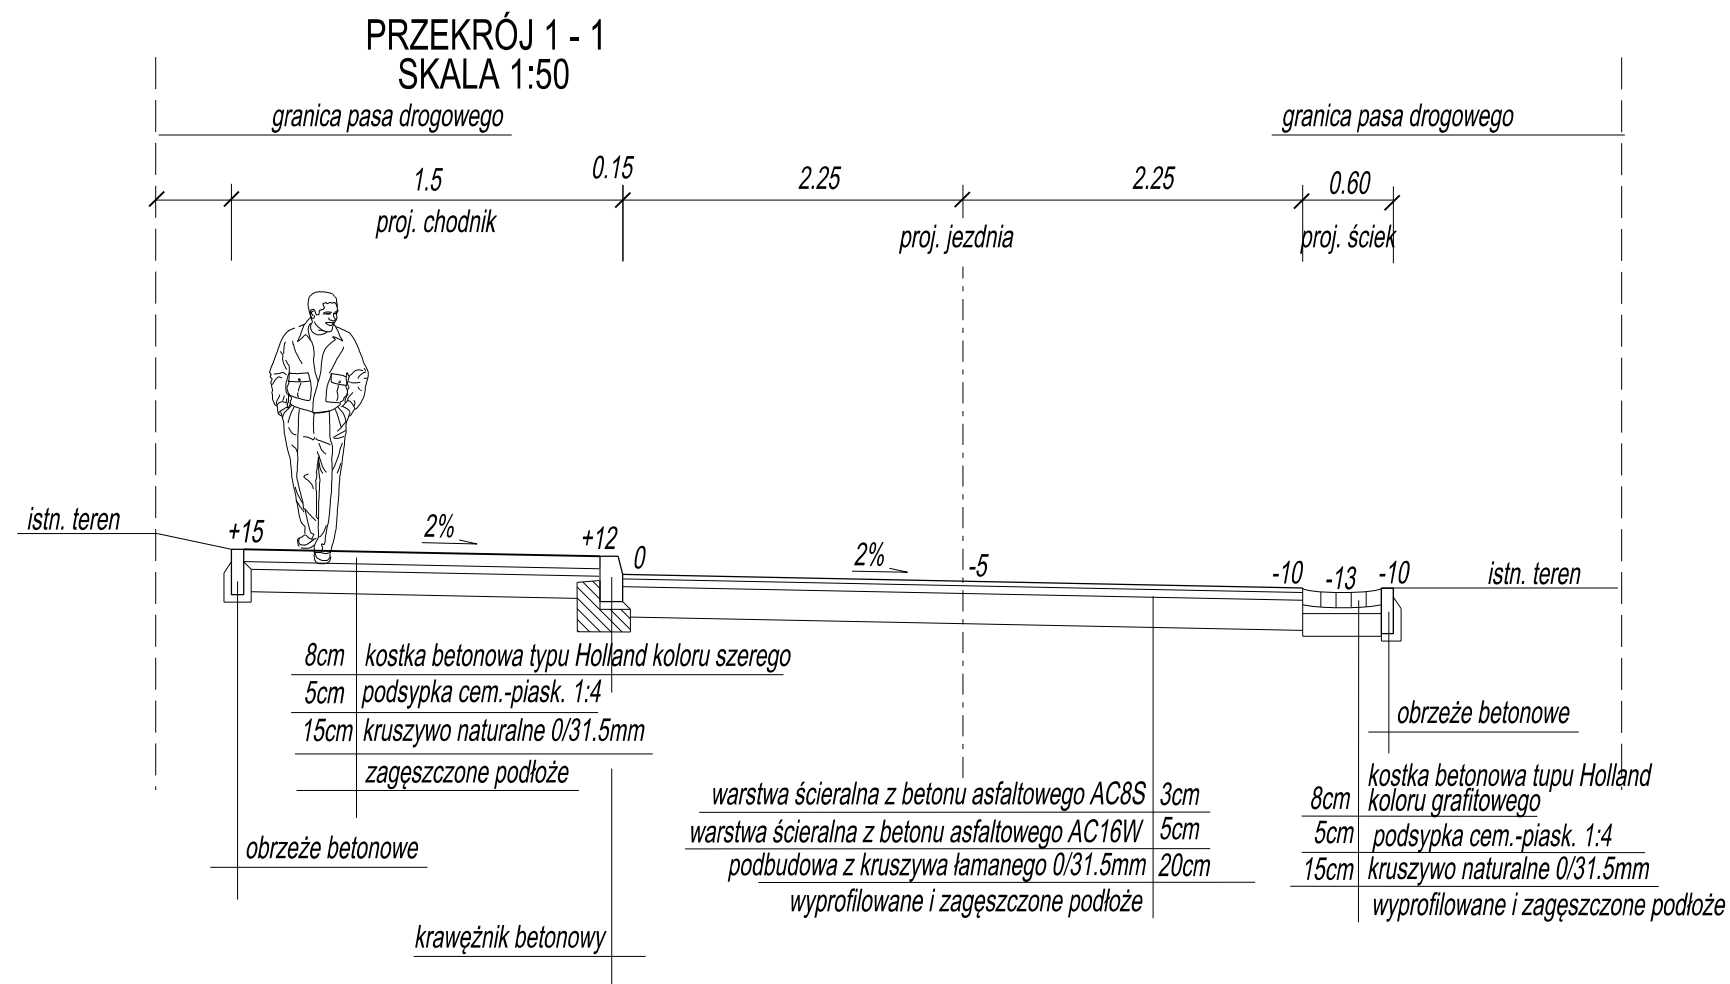 PRZEKRÓJ 1 - 1
SKALA 1:50
granica pasa drogowego
granica pasa drogowego
1.5
0.15
2.25
2.25
0.60
proj. chodnik
proj. jezdnia
proj. ściek
istn. teren
+15
2%
+12
0
2%
-5
-10
-13
-10
istn. teren
8cm kostka betonowa typu Holland koloru szerego
5cm podsypka cem.-piask. 1:4
15cm kruszywo naturalne 0/31.5mm
zagęszczone podłoże
obrzeże betonowe
krawężnik betonowy
warstwa ścieralna z betonu asfaltowego AC8S 3cm
warstwa ścieralna z betonu asfaltowego AC16W 5cm
podbudowa z kruszywa łamanego 0/31.5mm 20cm
wyprofilowane i zagęszczone podłoże
obrzeże betonowe
kostka betonowa tupu Holland
8cm koloru grafitowego
5cm podsypka cem.-piask. 1:4
15cm kruszywo naturalne 0/31.5mm
wyprofilowane i zagęszczone podłoże